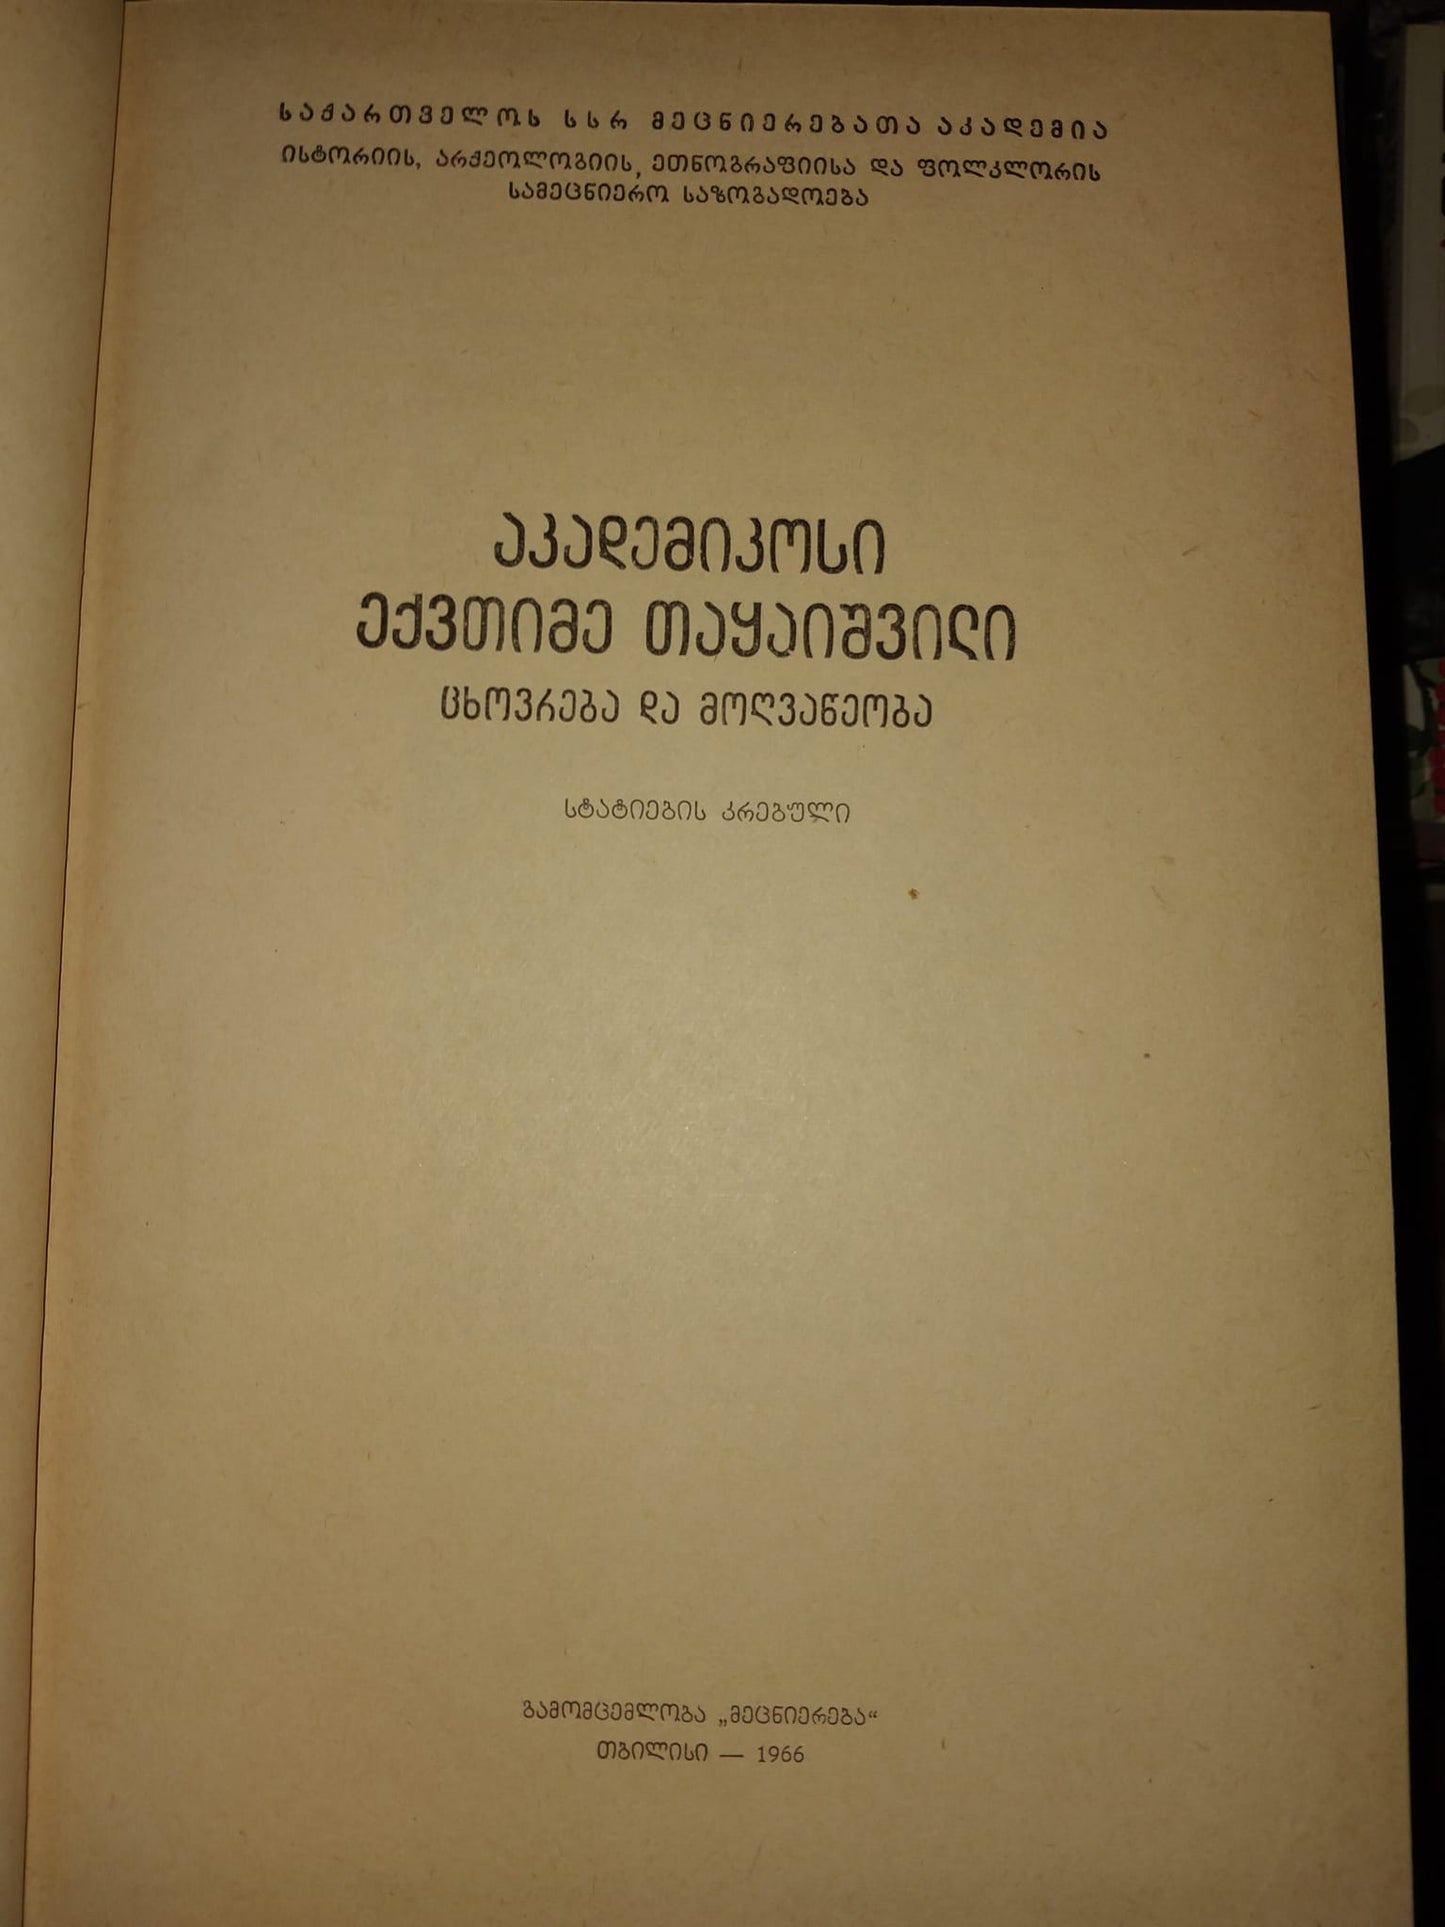 საქართველოს სსრ მეცნიერებათა აკადემია
ისტორიის, არქეოლოგიის, ეთნოგრაფიისა და ფოლკლორის
სამეცნიერო საზოგადოება
აკადემიკოსი
ექვთიმე თაყაიშვილი
ცხოვრება და მოღვაწეობა
სტატიების კრებული
გამომცემლობა „მეცნიერება“
თბილისი — 1966